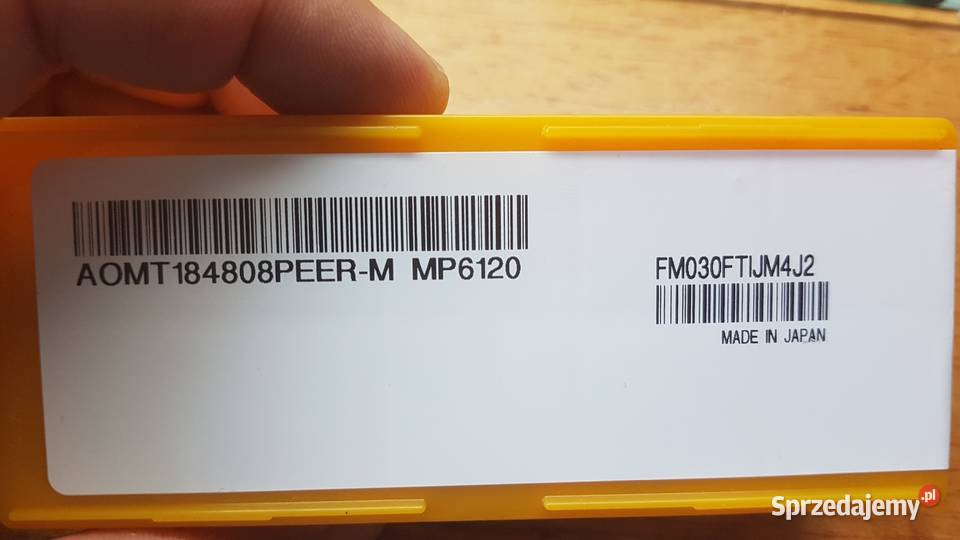 AOMT184808PEER-M MP6120
FM030FTIJM4J2
MADE IN JAPAN
Sprzedajemy.pl